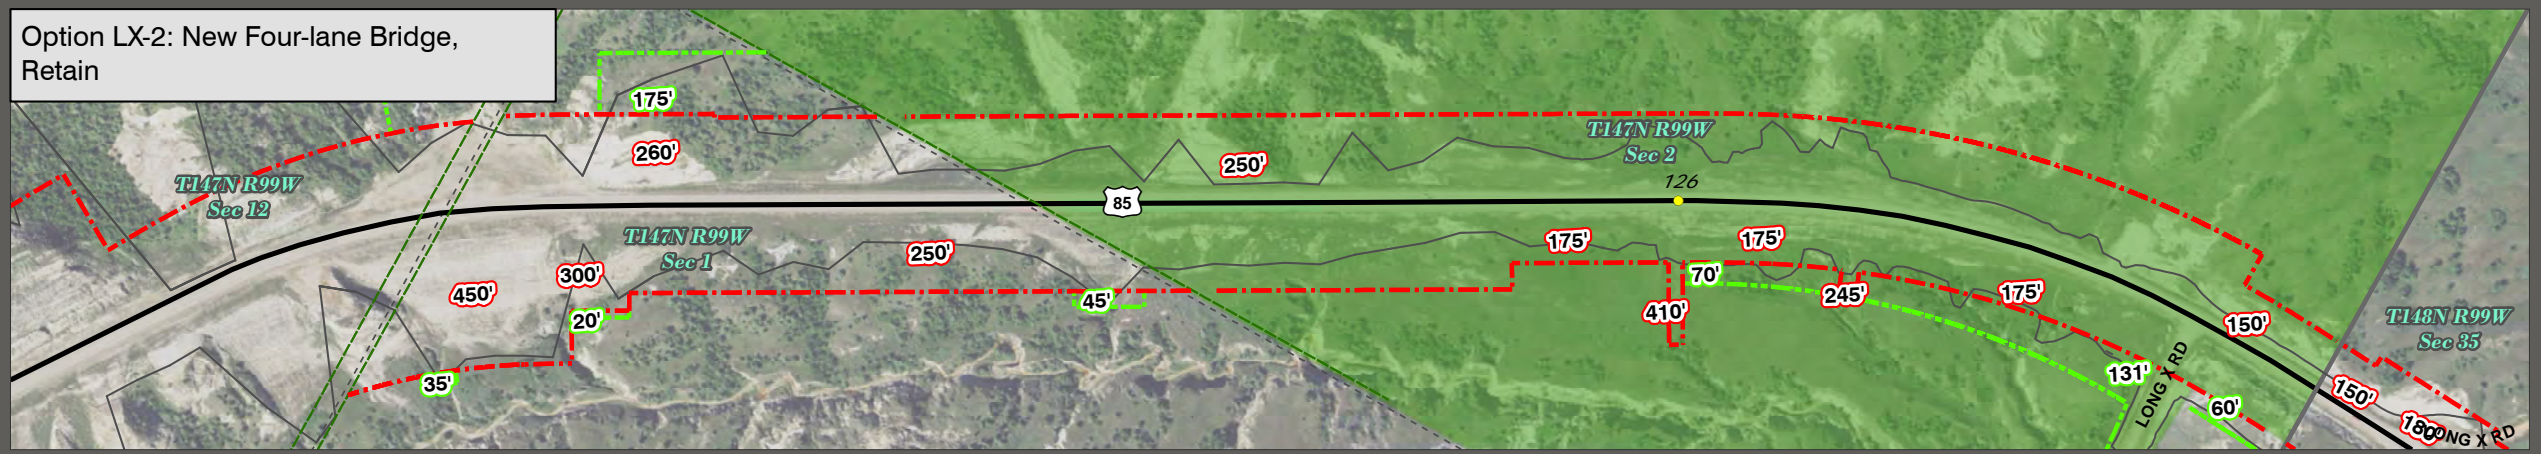 Option LX-2: New Four-lane Bridge,
Retain
175'
260'
T147N R99W
Sec 12
T147N R99W
Sec 1
450'
300'
20'
35'
250'
45'
85
250'
T147N R99W
Sec 2
126
175'
175'
70'
410'
245'
175'
150'
131'
LONG X RD
60'
T148N R99W
Sec 35
150'
180'
LONG X RD